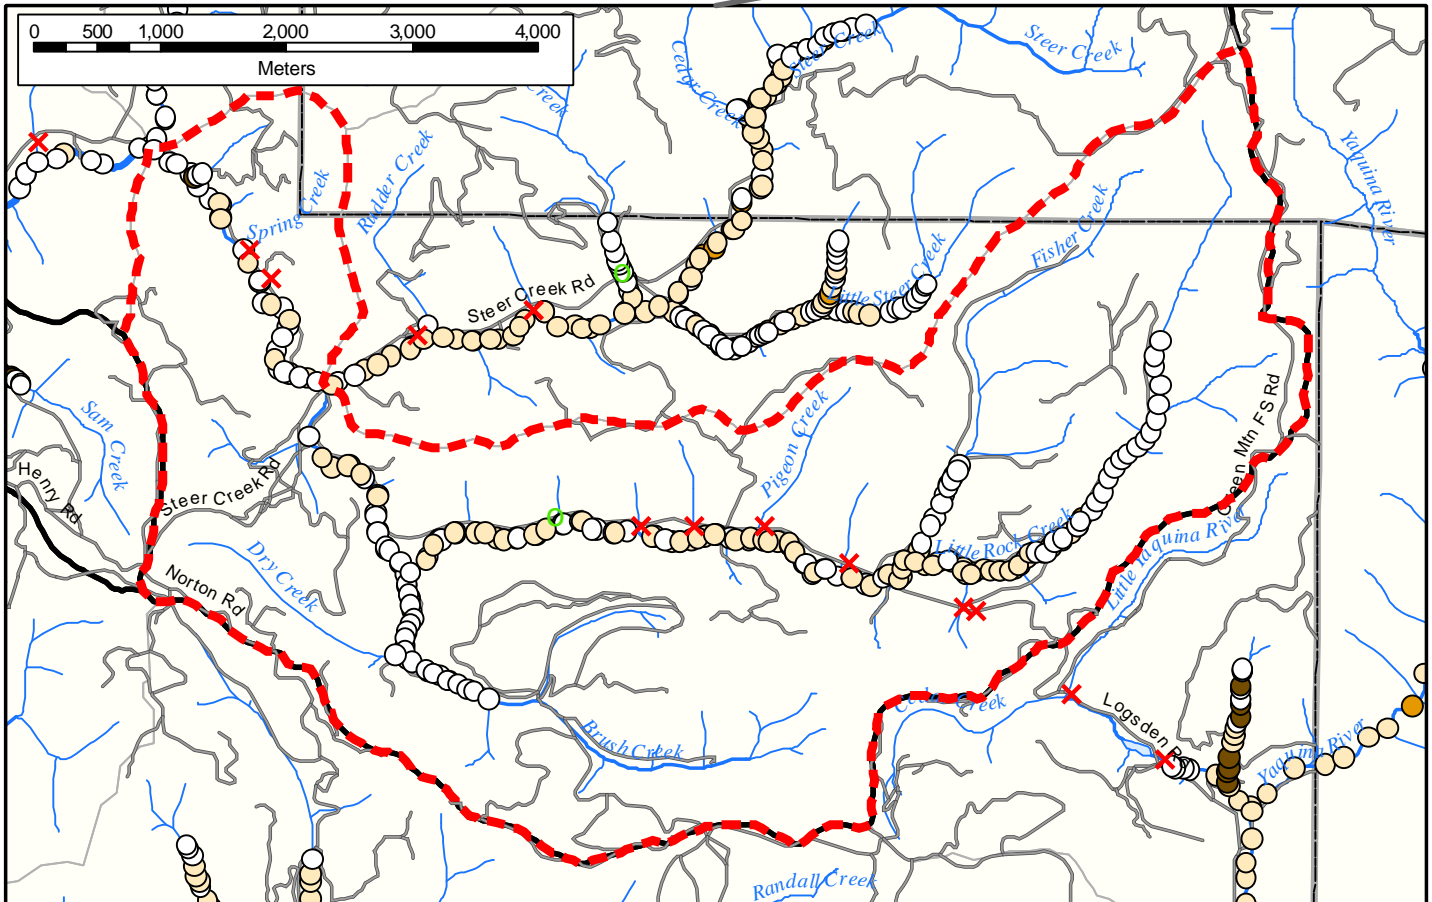 0 500 1,000 2,000 3,000 4,000
Meters
Steer Creek
Steer Creek
Cedar Creek
Creek
Yaquina River
Rudder Creek
Spring Creek
Fisher Creek
Little Steer Creek
Steer Creek Rd
Green Mtn FS Rd
Sam Creek
Pigeon Creek
Henry Rd
Steer Creek Rd
Little Rock Creek
Little Yaquina River
Dry Creek
Norton Rd
Cedar Creek
Logsden Rd
Brush Creek
Yaquina River
Randall Creek